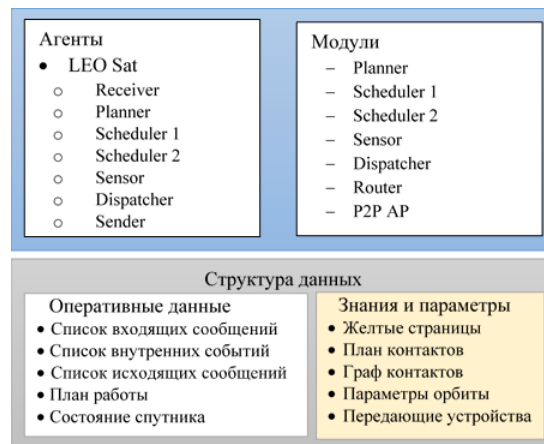 Агенты
• LEO Sat
o Receiver
o Planner
o Scheduler 1
o Scheduler 2
o Sensor
o Dispatcher
o Sender
Модули
– Planner
– Scheduler 1
– Scheduler 2
– Sensor
– Dispatcher
– Router
– P2P AP
Структура данных
Оперативные данные
• Список входящих сообщений
• Список внутренних событий
• Список исходящих сообщений
• План работы
• Состояние спутника
Знания и параметры
• Желтые страницы
• План контактов
• Граф контактов
• Параметры орбиты
• Передающие устройства